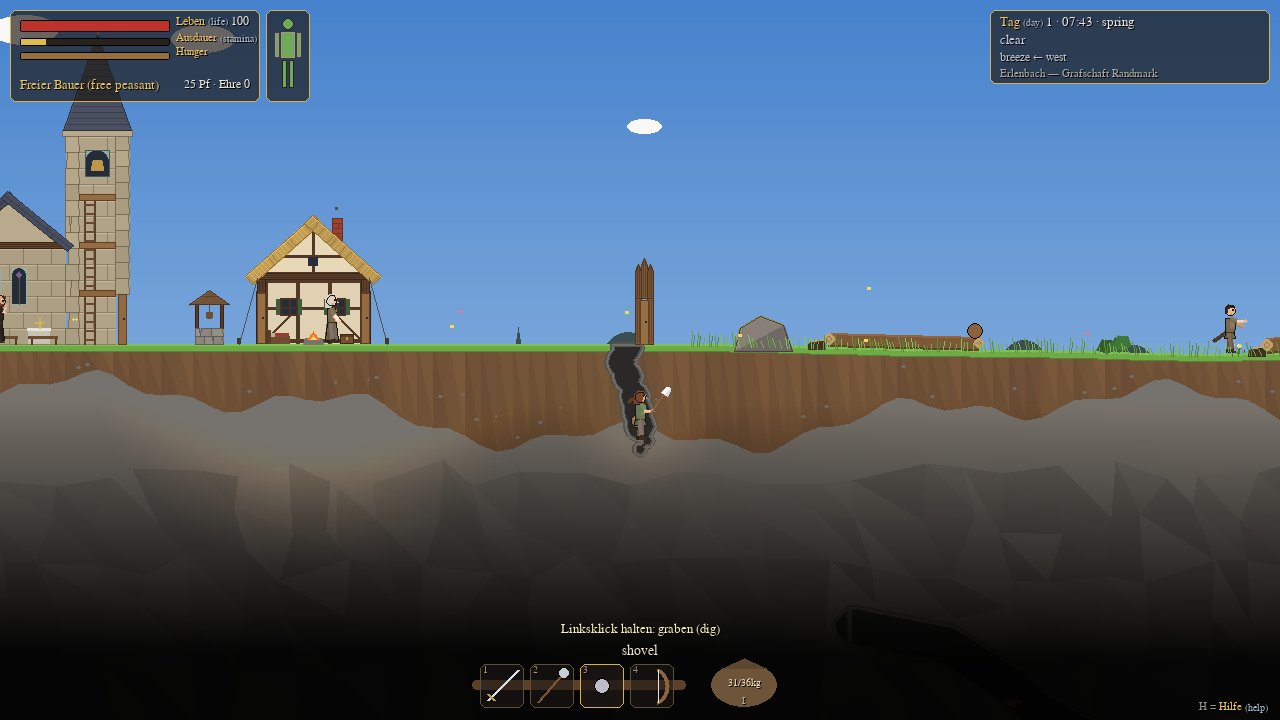 Leben (life) 100
Ausdauer (stamina)
Hunger
Freier Bauer (free peasant) 25 Pf · Ehre 0
Tag (day) 1 · 07:43 · spring
clear
breeze ← west
Erlenbach — Grafschaft Randmark
Linksklick halten: graben (dig)
shovel
1 2 3 4
31/36kg
I
H = Hilfe (help)